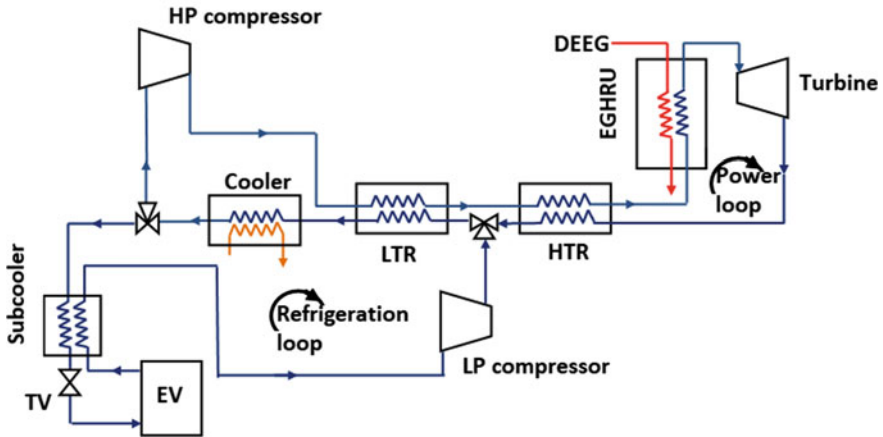 HP compressor
DEEG
EGHRU
Turbine
Power
loop
Cooler
LTR
HTR
Subcooler
Refrigeration
loop
LP compressor
TV
EV